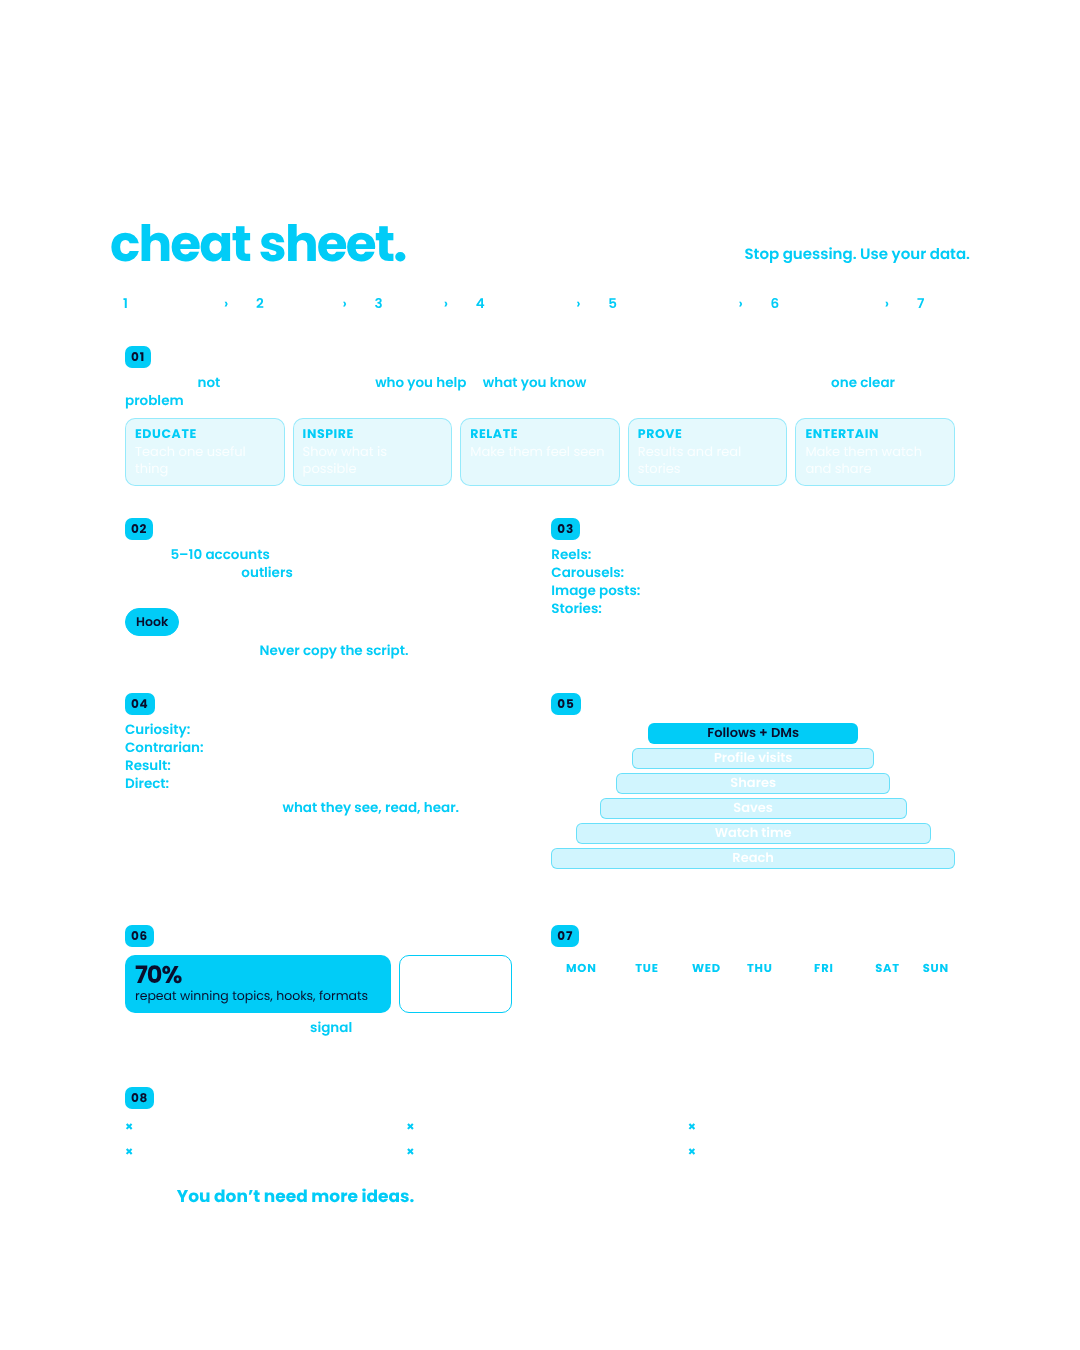 cheat sheet.
Stop guessing. Use your data.
1 › 2 › 3 › 4 › 5 › 6 › 7
01
not who you help what you know one clear
problem
EDUCATE
Teach one useful
thing
INSPIRE
Show what is
possible
RELATE
Make them feel seen
PROVE
Results and real
stories
ENTERTAIN
Make them watch
and share
02
5–10 accounts
outliers
Hook
Never copy the script.
03
Reels:
Carousels:
Image posts:
Stories:
04
Curiosity:
Contrarian:
Result:
Direct:
what they see, read, hear.
05
Follows + DMs
Profile visits
Shares
Saves
Watch time
Reach
06
70%
repeat winning topics, hooks, formats
signal
07
MON TUE WED THU FRI SAT SUN
08
× × ×
× × ×
You don’t need more ideas.